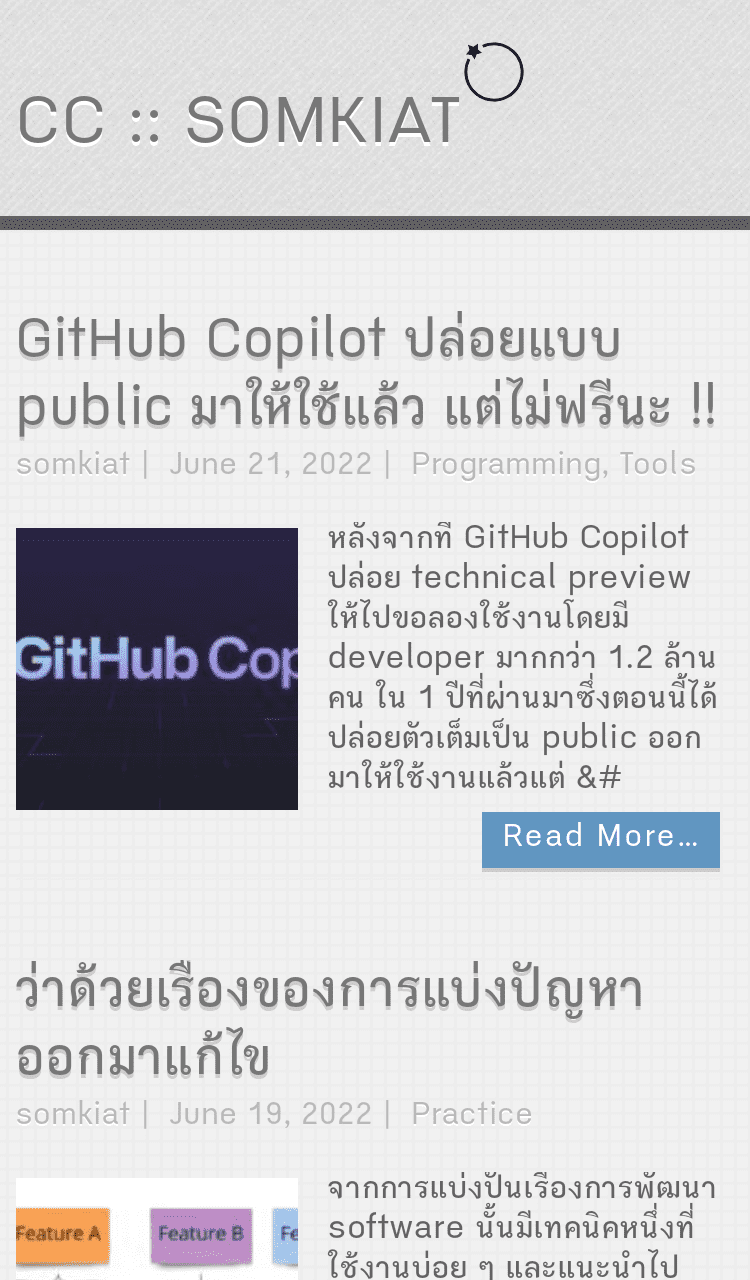 CC :: SOMKIAT
GitHub Copilot ปล่อยแบบ
public มาให้ใช้แล้ว แต่ไม่ฟรีนะ !!
somkiat | June 21, 2022 | Programming, Tools
GitHub Cop
หลังจากที่ GitHub Copilot
ปล่อย technical preview
ให้ไปขอลองใช้งานโดยมี
developer มากกว่า 1.2 ล้าน
คน ใน 1 ปีที่ผ่านมาซึ่งตอนนี้ได้
ปล่อยตัวเต็มเป็น public ออก
มาให้ใช้งานแล้วแต่ &#
Read More...
ว่าด้วยเรื่องของการแบ่งปัญหา
ออกมาแก้ไข
somkiat | June 19, 2022 | Practice
จากการแบ่งปันเรื่องการพัฒนา
software นั้นมีเทคนิคหนึ่งที่
ใช้งานบ่อย ๆ และแนะนำไป
Feature A Feature B Fe